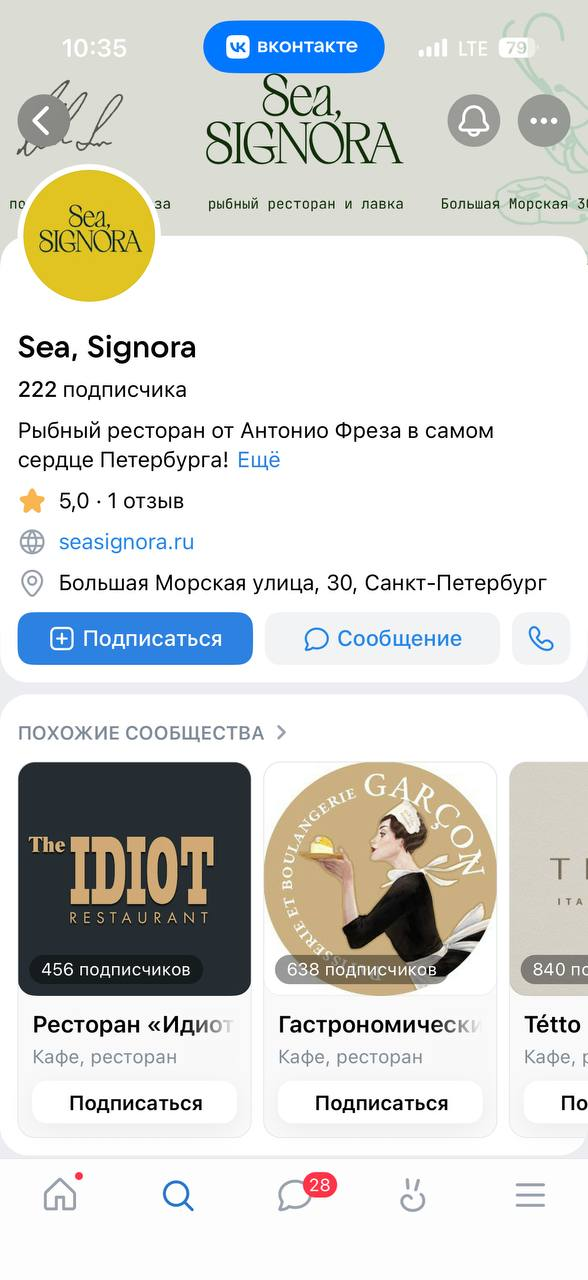 10:35
вконтакте
LTE 79
Sea,
SIGNORA
рыбный ресторан и лавка
Большая Морская
Sea,
SIGNORA
Sea, Signora
222 подписчика
Рыбный ресторан от Антонио Фреза в самом
сердце Петербурга! Ещё
5,0 · 1 отзыв
seasignora.ru
Большая Морская улица, 30, Санкт-Петербург
Подписаться
Сообщение
ПОХОЖИЕ СООБЩЕСТВА
The IDIOT
RESTAURANT
456 подписчиков
Ресторан «Идиот
Кафе, ресторан
Подписаться
BOULANGERIE GARÇON
638 подписчиков
Гастрономически
Кафе, ресторан
Подписаться
840
Tétto
Кафе,
28